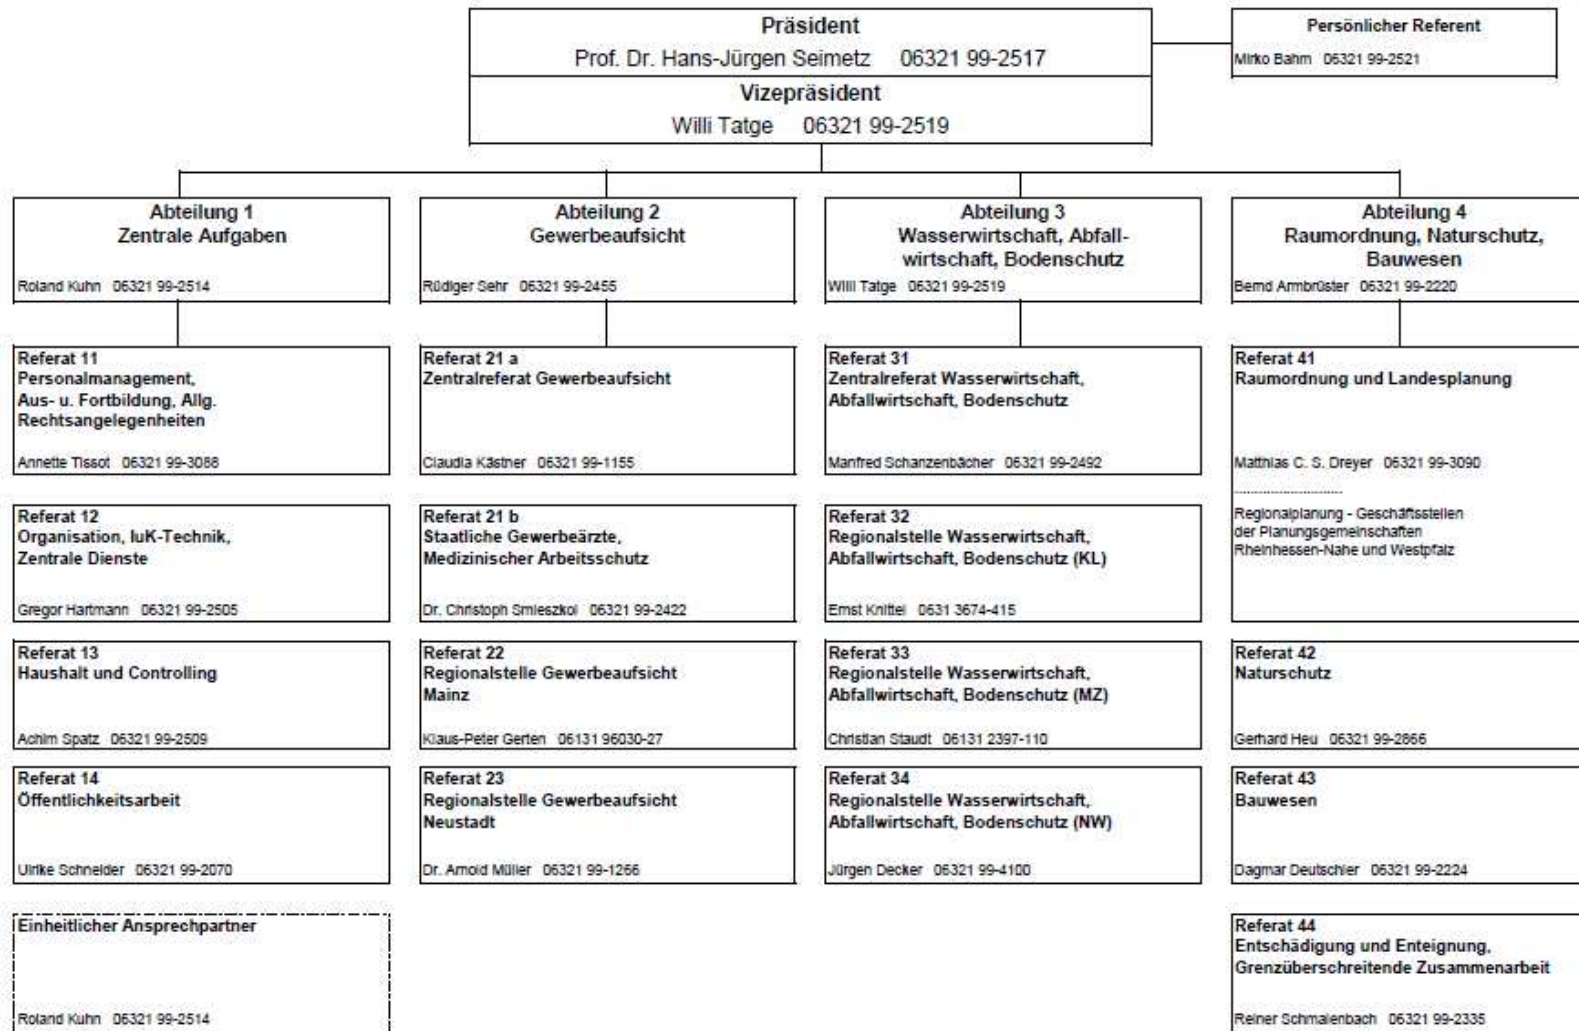 Präsident
Prof. Dr. Hans-Jürgen Seimetz 06321 99-2517
Vizepräsident
Willi Tatge 06321 99-2519
Persönlicher Referent
Mirko Bahm 06321 99-2521
Abteilung 1
Zentrale Aufgaben
Roland Kuhn 06321 99-2514
Abteilung 2
Gewerbeaufsicht
Rüdiger Sehr 06321 99-2455
Abteilung 3
Wasserwirtschaft, Abfall-
wirtschaft, Bodenschutz
Willi Tatge 06321 99-2519
Abteilung 4
Raumordnung, Naturschutz,
Bauwesen
Bernd Armbrüster 06321 99-2220
Referat 11
Personalmanagement,
Aus- u. Fortbildung, Allg.
Rechtsangelegenheiten
Annette Tissot 06321 99-3088
Referat 21 a
Zentralreferat Gewerbeaufsicht
Claudia Kästner 06321 99-1155
Referat 31
Zentralreferat Wasserwirtschaft,
Abfallwirtschaft, Bodenschutz
Manfred Schanzenbächer 06321 99-2492
Referat 41
Raumordnung und Landesplanung
Matthias C. S. Dreyer 06321 99-3090
Regionalplanung - Geschäftsstellen
der Planungsgemeinschaften
Rheinhessen-Nahe und Westpfalz
Referat 12
Organisation, IuK-Technik,
Zentrale Dienste
Gregor Hartmann 06321 99-2505
Referat 21 b
Staatliche Gewerbeärzte,
Medizinischer Arbeitsschutz
Dr. Christoph Smieszkol 06321 99-2422
Referat 32
Regionalstelle Wasserwirtschaft,
Abfallwirtschaft, Bodenschutz (KL)
Ernst Knittel 0631 3674-415
Referat 13
Haushalt und Controlling
Achim Spatz 06321 99-2509
Referat 22
Regionalstelle Gewerbeaufsicht
Mainz
Klaus-Peter Gerten 06131 96030-27
Referat 33
Regionalstelle Wasserwirtschaft,
Abfallwirtschaft, Bodenschutz (MZ)
Christian Staudt 06131 2397-110
Referat 42
Naturschutz
Gerhard Heu 06321 99-2866
Referat 14
Öffentlichkeitsarbeit
Ulrike Schneider 06321 99-2070
Referat 23
Regionalstelle Gewerbeaufsicht
Neustadt
Dr. Arnold Müller 06321 99-1266
Referat 34
Regionalstelle Wasserwirtschaft,
Abfallwirtschaft, Bodenschutz (NW)
Jürgen Decker 06321 99-4100
Referat 43
Bauwesen
Dagmar Deutschler 06321 99-2224
Einheitlicher Ansprechpartner
Roland Kuhn 06321 99-2514
Referat 44
Entschädigung und Enteignung,
Grenzüberschreitende Zusammenarbeit
Reiner Schmalenbach 06321 99-2335